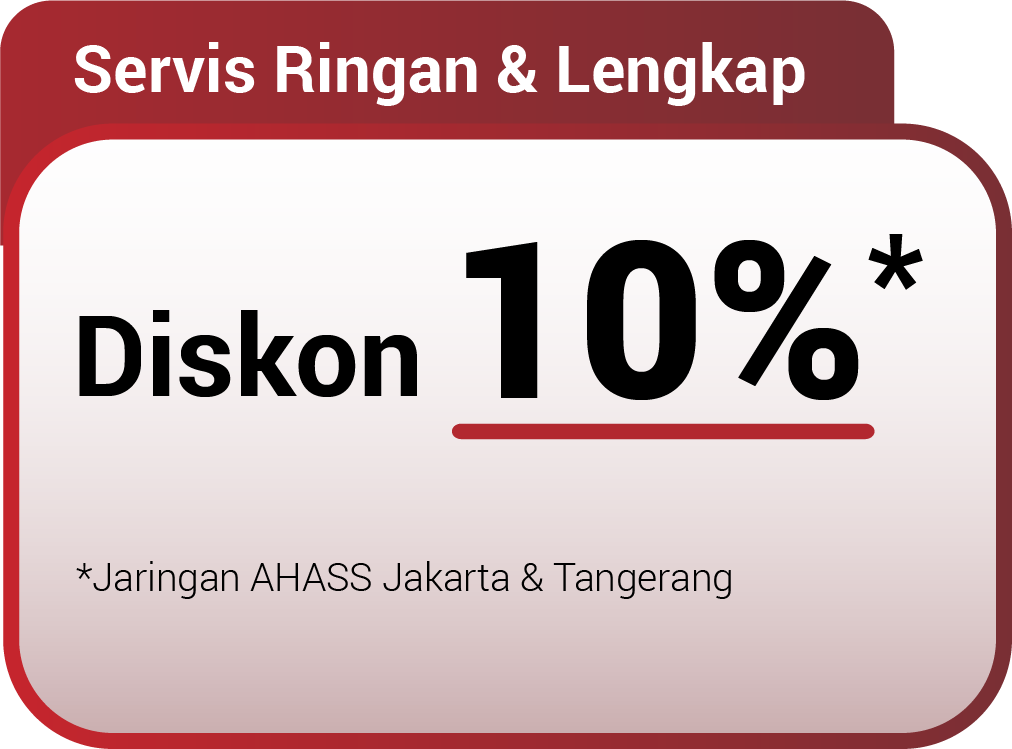 Servis Ringan & Lengkap
Diskon 10%*
*Jaringan AHASS Jakarta & Tangerang